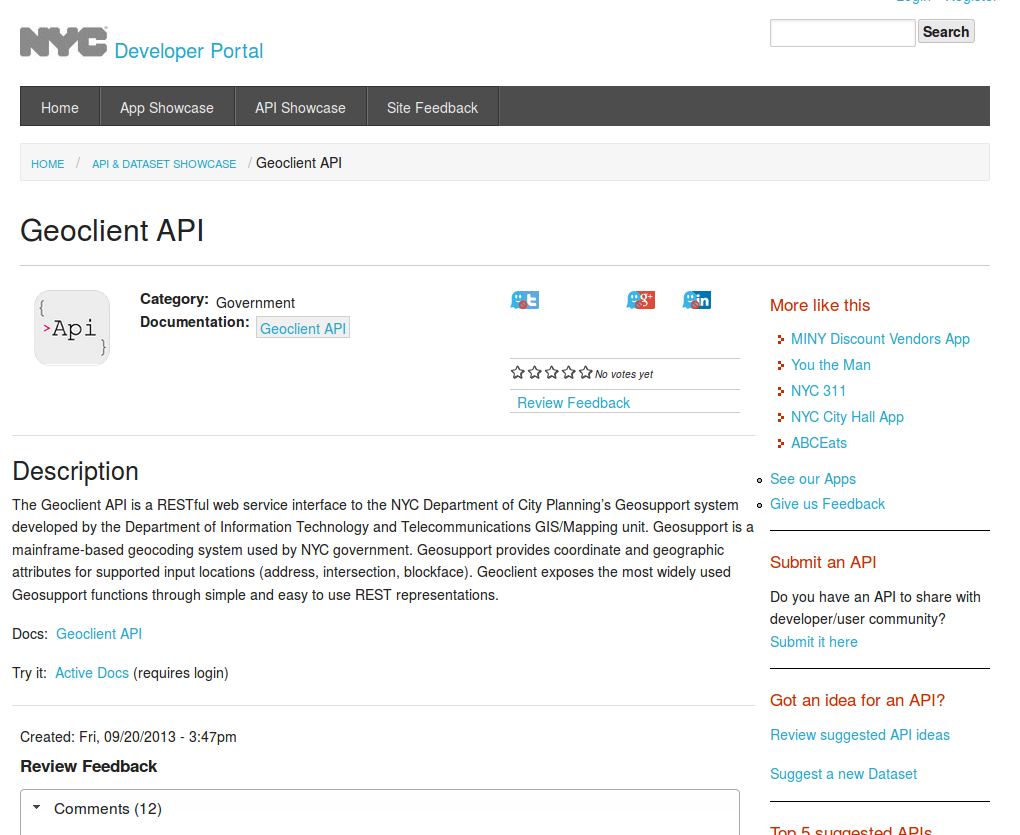 Login Register
NYC Developer Portal
Search
Home App Showcase API Showcase Site Feedback
HOME / API & DATASET SHOWCASE / Geoclient API
Geoclient API
{
>Api
}
Category: Government
Documentation: Geoclient API
t g+ in
No votes yet
Review Feedback
Description
The Geoclient API is a RESTful web service interface to the NYC Department of City Planning’s Geosupport system
developed by the Department of Information Technology and Telecommunications GIS/Mapping unit. Geosupport is a
mainframe-based geocoding system used by NYC government. Geosupport provides coordinate and geographic
attributes for supported input locations (address, intersection, blockface). Geoclient exposes the most widely used
Geosupport functions through simple and easy to use REST representations.
Docs: Geoclient API
Try it: Active Docs (requires login)
Created: Fri, 09/20/2013 - 3:47pm
Review Feedback
Comments (12)
More like this
MINY Discount Vendors App
You the Man
NYC 311
NYC City Hall App
ABCEats
See our Apps
Give us Feedback
Submit an API
Do you have an API to share with
developer/user community?
Submit it here
Got an idea for an API?
Review suggested API ideas
Suggest a new Dataset
Top 5 suggested APIs